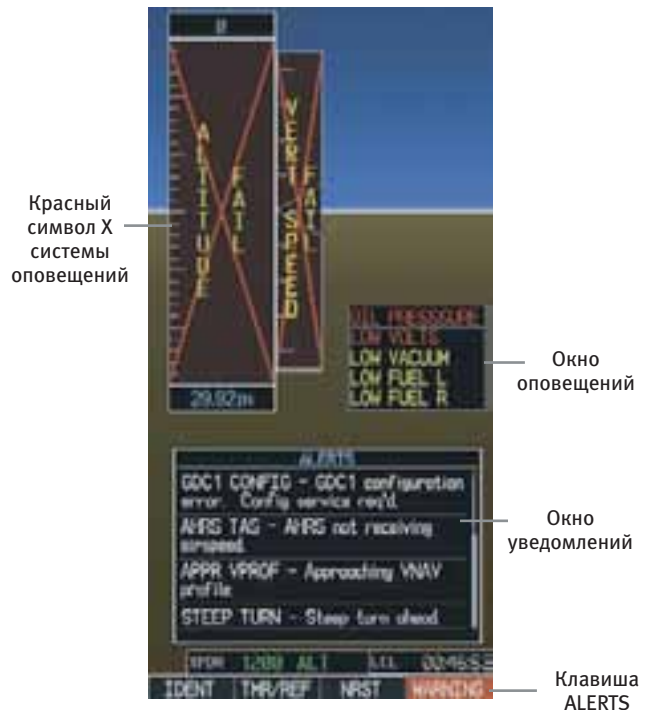 Красный
символ X
системы
оповещений
ALTITUDE
FAIL
VERT SPEED
FAIL
29.92in
OIL PRESSURE
LOW VOLTS
LOW VACUUM
LOW FUEL L
LOW FUEL R
Окно
оповещений
ALERTS
GDC1 CONFIG – GDC1 configuration
error. Config service req'd.
AHRS TAS – AHRS not receiving
airspeed.
APPR VPROF – Approaching VNAV
profile
STEEP TURN – Steep turn ahead
Окно
уведомлений
XPDR 1200 ALT LCL
IDENT TMR/REF NRST WARNING
Клавиша
ALERTS